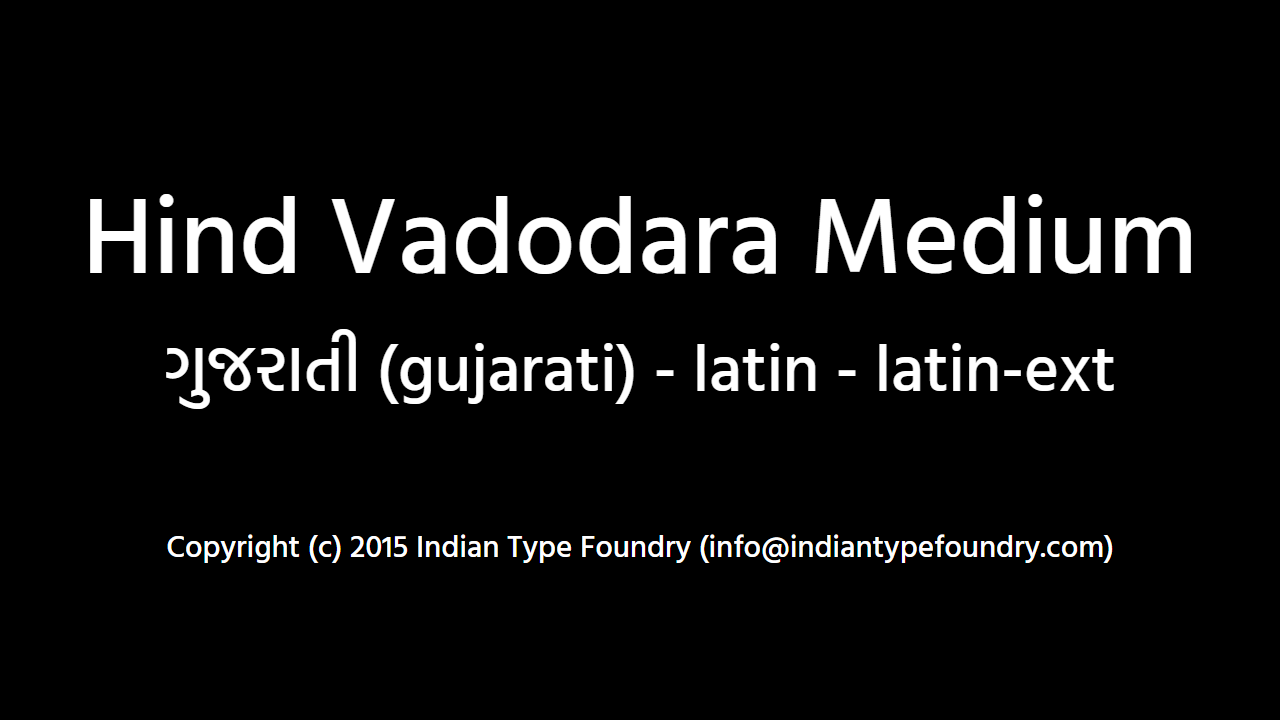 Hind Vadodara Medium
ગુજરાતી (gujarati) - latin - latin-ext
Copyright (c) 2015 Indian Type Foundry (info@indiantypefoundry.com)